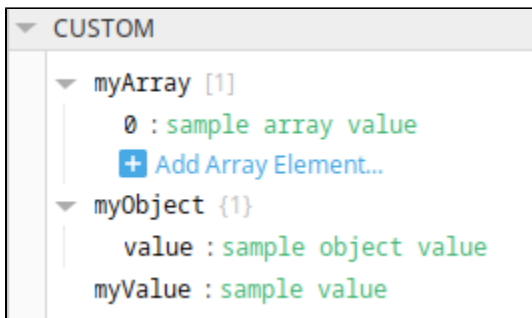 CUSTOM
myArray [1]
0 : sample array value
+ Add Array Element...
myObject {1}
value : sample object value
myValue : sample value